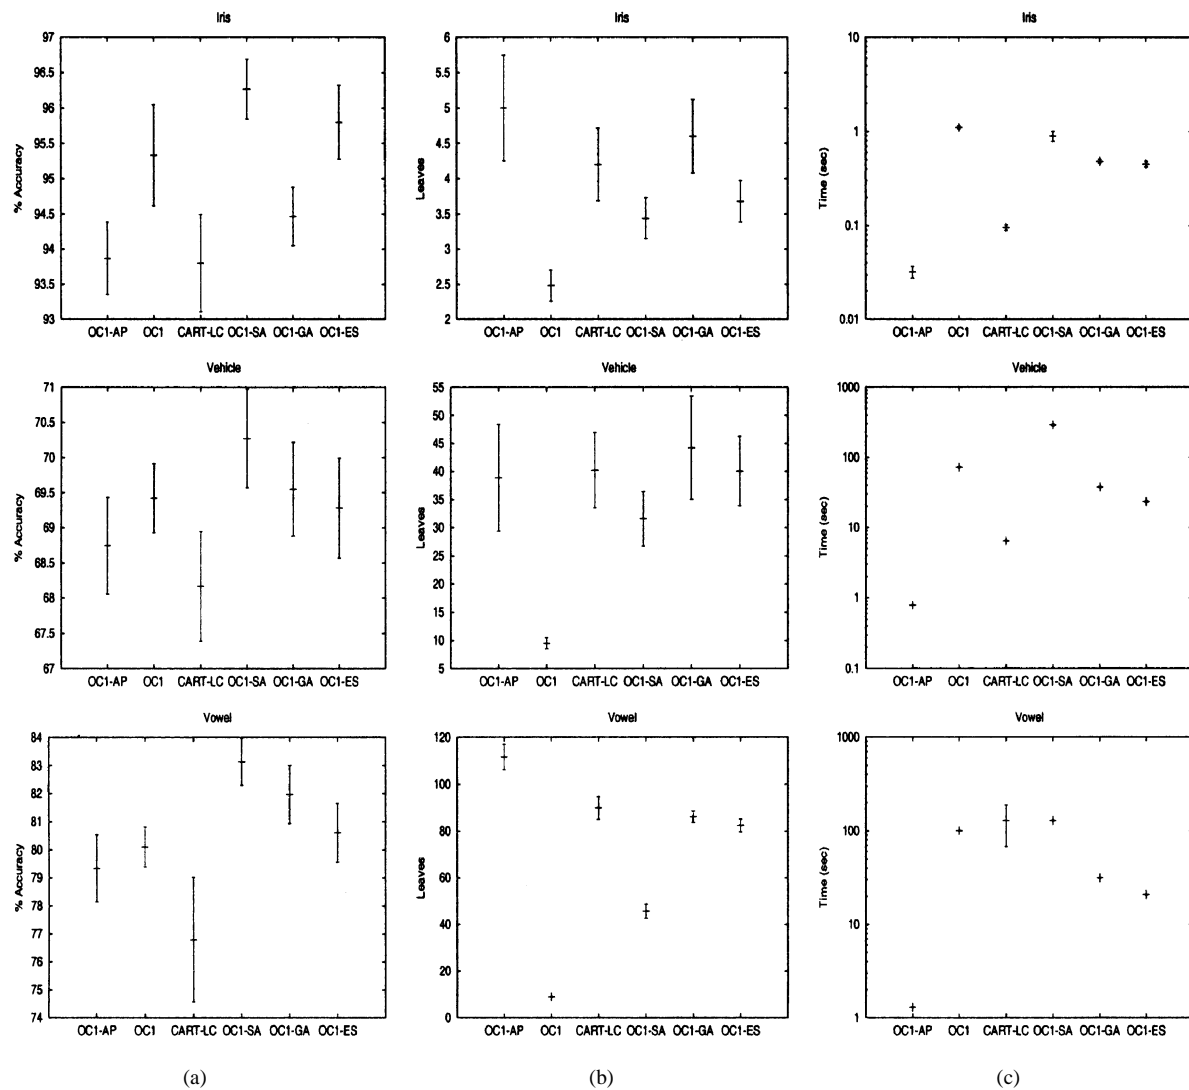 Iris
97
96.5
96
95.5
95
94.5
94
93.5
93
% Accuracy
OC1-AP OC1 CART-LC OC1-SA OC1-GA OC1-ES
Iris
6
5.5
5
4.5
4
3.5
3
2.5
2
Leaves
OC1-AP OC1 CART-LC OC1-SA OC1-GA OC1-ES
Iris
10
1
0.1
0.01
Time (sec)
OC1-AP OC1 CART-LC OC1-SA OC1-GA OC1-ES
Vehicle
71
70.5
70
69.5
69
68.5
68
67.5
67
% Accuracy
OC1-AP OC1 CART-LC OC1-SA OC1-GA OC1-ES
Vehicle
55
50
45
40
35
30
25
20
15
10
5
Leaves
OC1-AP OC1 CART-LC OC1-SA OC1-GA OC1-ES
Vehicle
1000
100
10
1
0.1
Time (sec)
OC1-AP OC1 CART-LC OC1-SA OC1-GA OC1-ES
Vowel
84
83
82
81
80
79
78
77
76
75
74
% Accuracy
OC1-AP OC1 CART-LC OC1-SA OC1-GA OC1-ES
Vowel
120
100
80
60
40
20
0
Leaves
OC1-AP OC1 CART-LC OC1-SA OC1-GA OC1-ES
Vowel
1000
100
10
1
Time (sec)
OC1-AP OC1 CART-LC OC1-SA OC1-GA OC1-ES
(a)
(b)
(c)